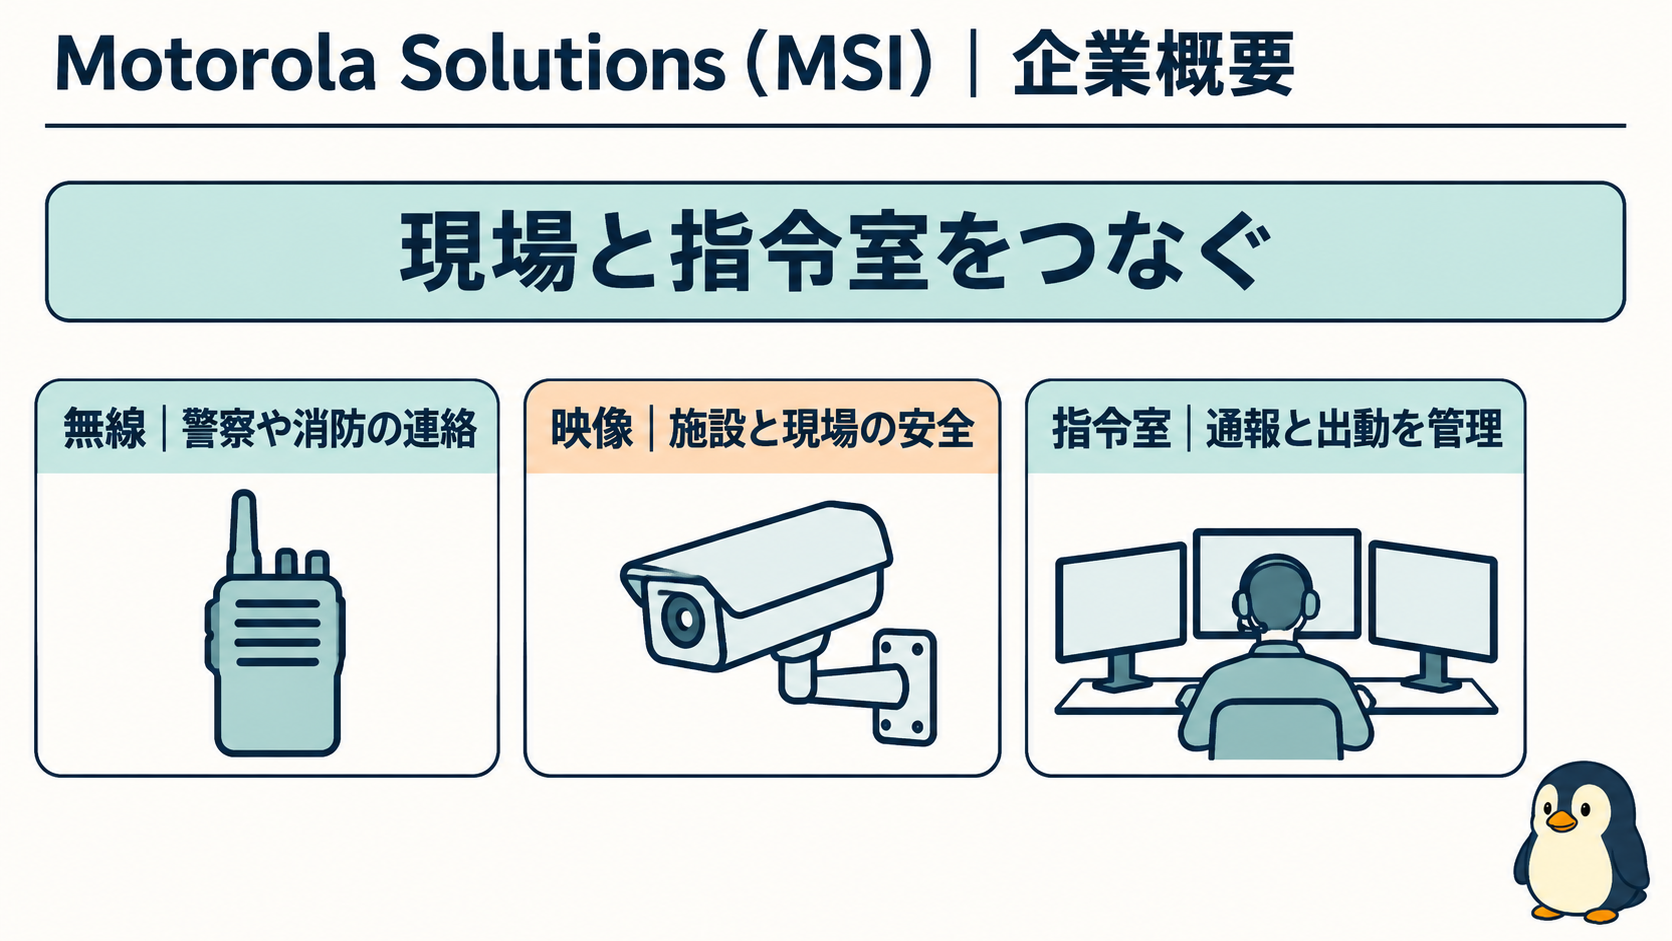 Motorola Solutions（MSI）｜企業概要
現場と指令室をつなぐ
無線｜警察や消防の連絡
映像｜施設と現場の安全
指令室｜通報と出動を管理